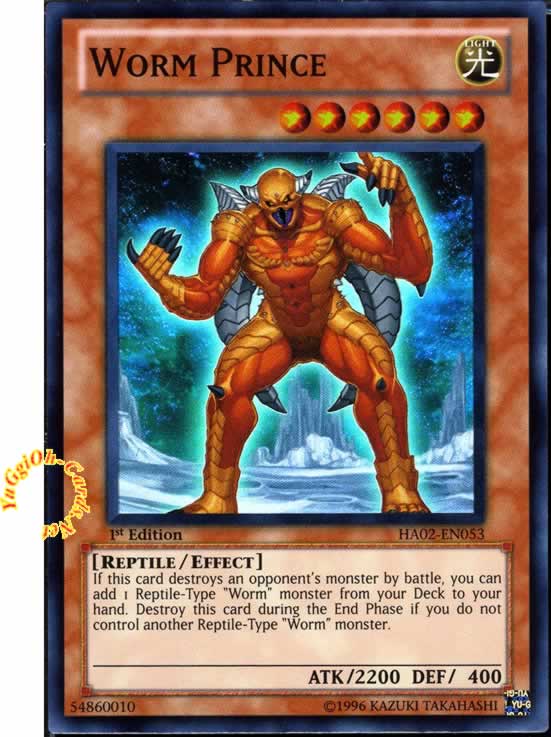 WORM PRINCE
LIGHT
光
YuGgiOh-Cards.Net
1st Edition
HA02-EN053
[REPTILE/EFFECT]
If this card destroys an opponent's monster by battle, you can
add 1 Reptile-Type "Worm" monster from your Deck to your
hand. Destroy this card during the End Phase if you do not
control another Reptile-Type "Worm" monster.
ATK/2200 DEF/ 400
54860010
©1996 KAZUKI TAKAHASHI